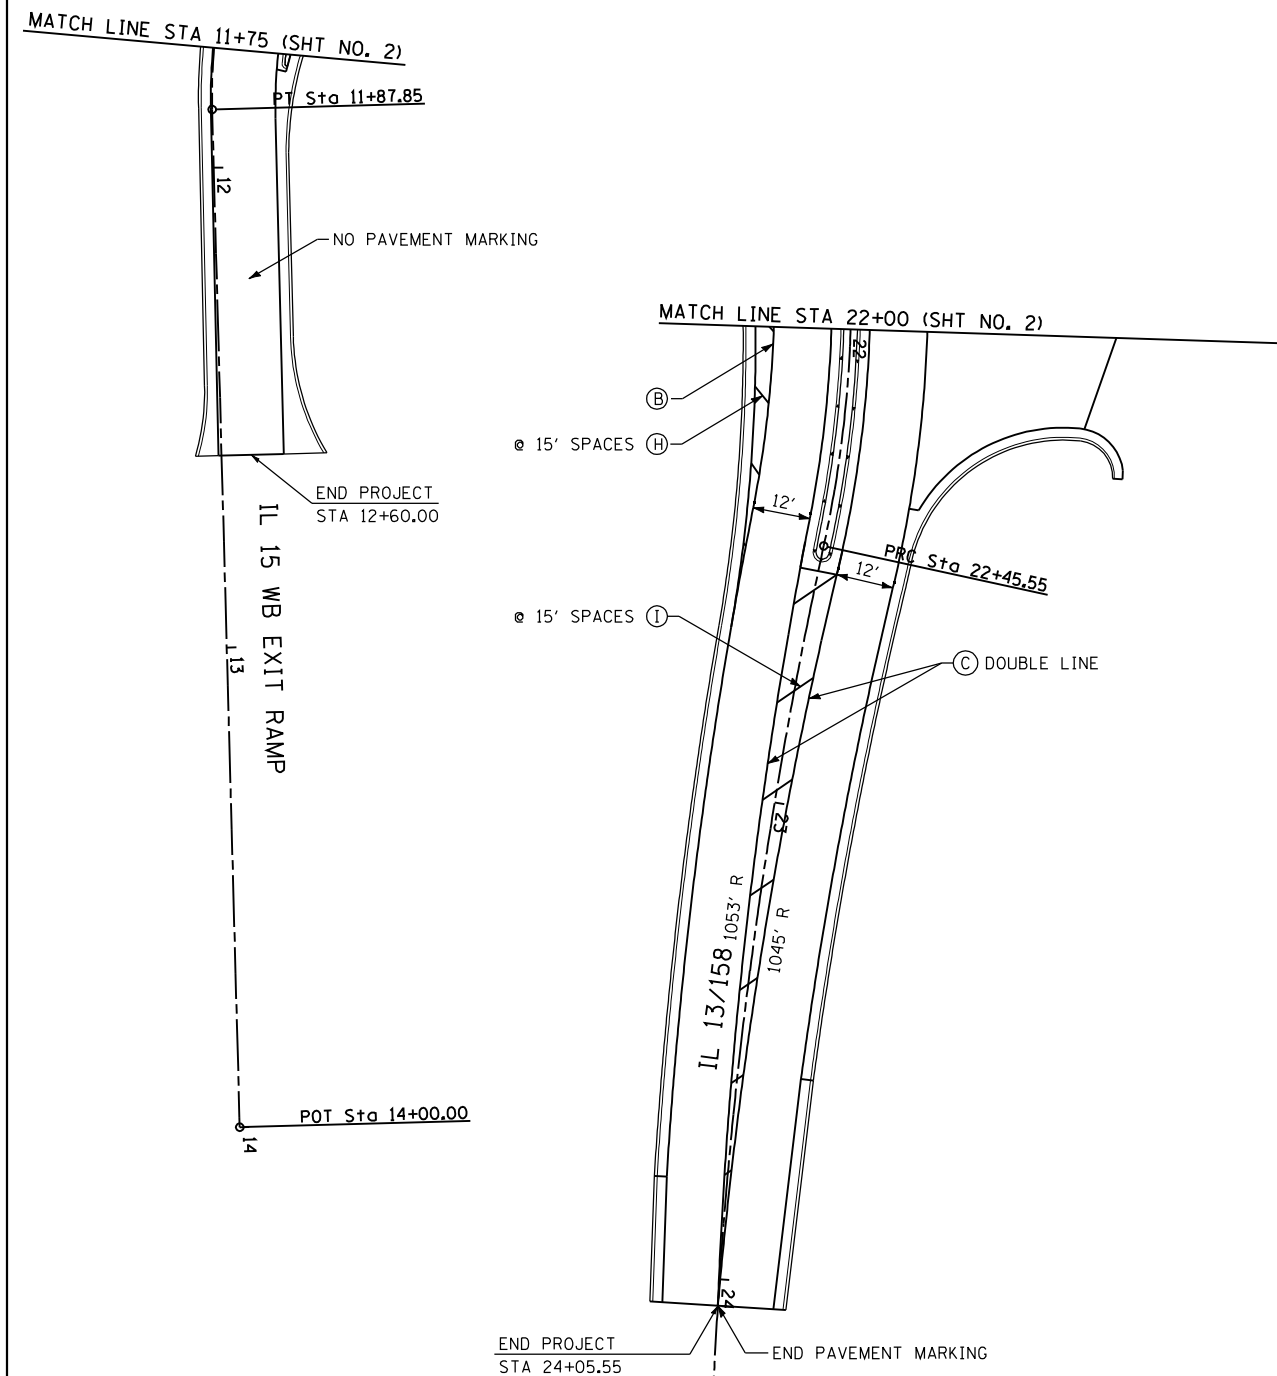 MATCH LINE STA 11+75 (SHT NO. 2)
PT Sta 11+87.85
12
NO PAVEMENT MARKING
END PROJECT
STA 12+60.00
IL 15 WB EXIT RAMP
13
POT Sta 14+00.00
14
MATCH LINE STA 22+00 (SHT NO. 2)
22
B
@ 15' SPACES H
12'
PRC Sta 22+45.55
12'
@ 15' SPACES I
C DOUBLE LINE
23
1053' R
IL 13/158
1045' R
24
END PROJECT
STA 24+05.55
END PAVEMENT MARKING